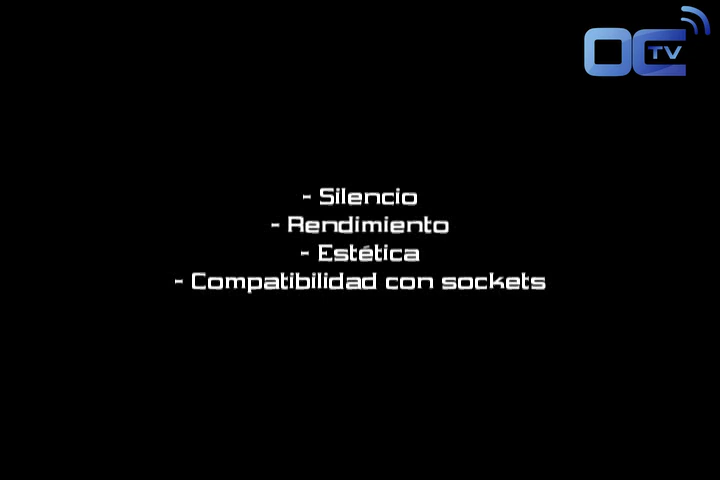 OC TV
- Silencio
- Rendimiento
- Estética
- Compatibilidad con sockets